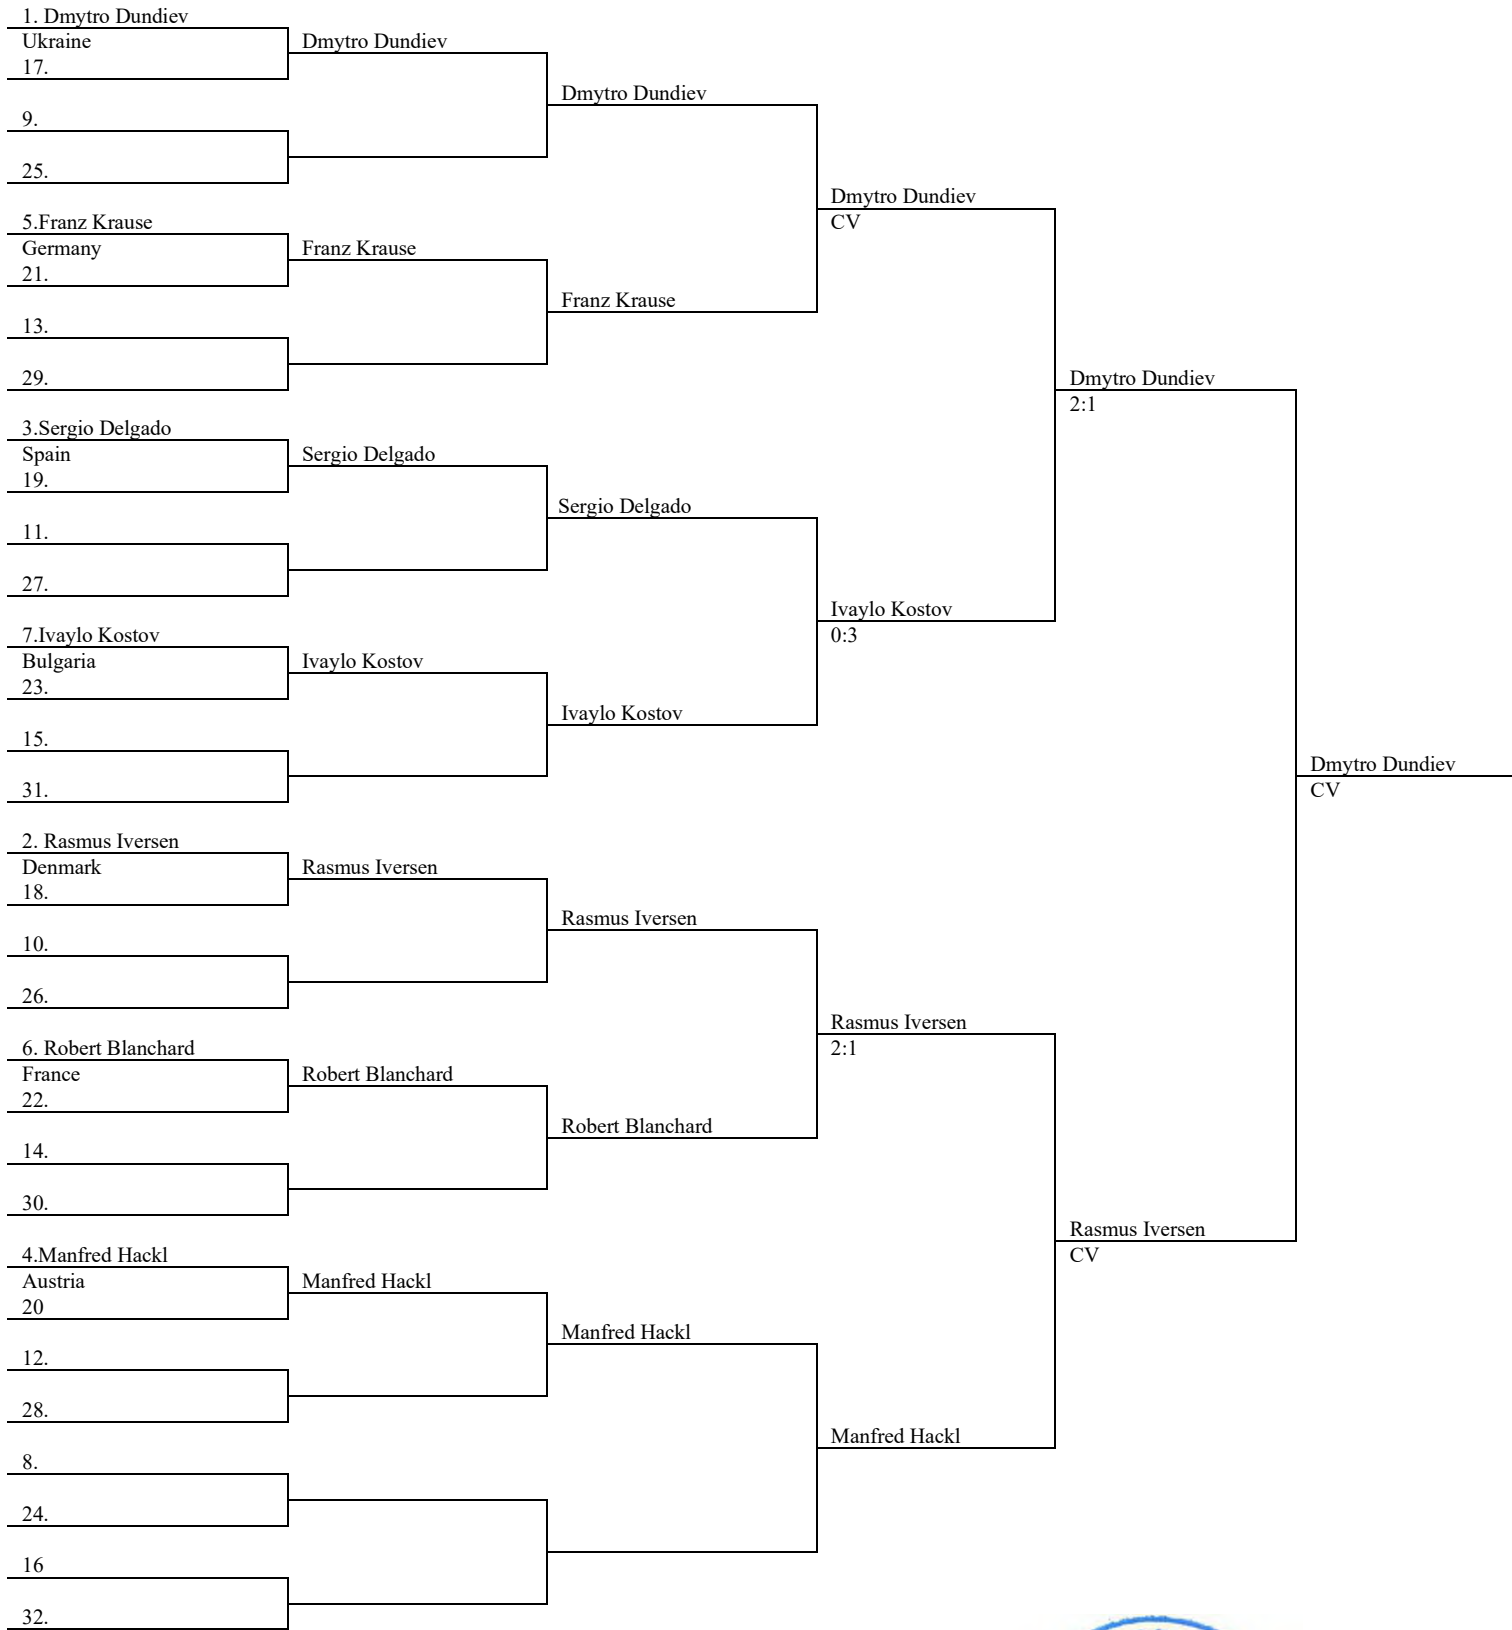 1. Dmytro Dundiev
Ukraine
17.
9.
25.
5.Franz Krause
Germany
21.
13.
29.
3.Sergio Delgado
Spain
19.
11.
27.
7.Ivaylo Kostov
Bulgaria
23.
15.
31.
2. Rasmus Iversen
Denmark
18.
10.
26.
6. Robert Blanchard
France
22.
14.
30.
4.Manfred Hackl
Austria
20
12.
28.
8.
24.
16
32.
Dmytro Dundiev
Franz Krause
Sergio Delgado
Ivaylo Kostov
Rasmus Iversen
Robert Blanchard
Manfred Hackl
Dmytro Dundiev
Franz Krause
Sergio Delgado
Ivaylo Kostov
Rasmus Iversen
Robert Blanchard
Manfred Hackl
Dmytro Dundiev
CV
Ivaylo Kostov
0:3
Rasmus Iversen
2:1
Manfred Hackl
Dmytro Dundiev
2:1
Rasmus Iversen
CV
Dmytro Dundiev
CV